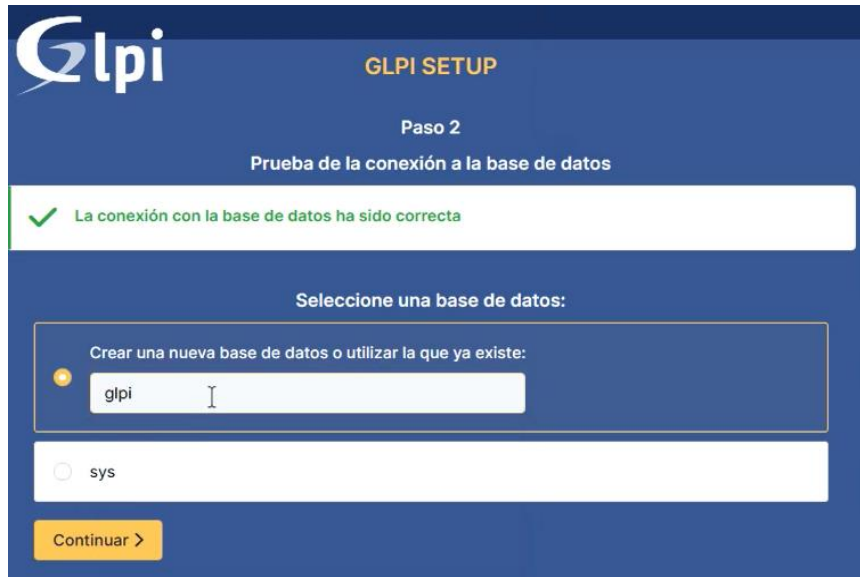 Glpi
GLPI SETUP
Paso 2
Prueba de la conexión a la base de datos
La conexión con la base de datos ha sido correcta
Seleccione una base de datos:
Crear una nueva base de datos o utilizar la que ya existe:
glpi
sys
Continuar >